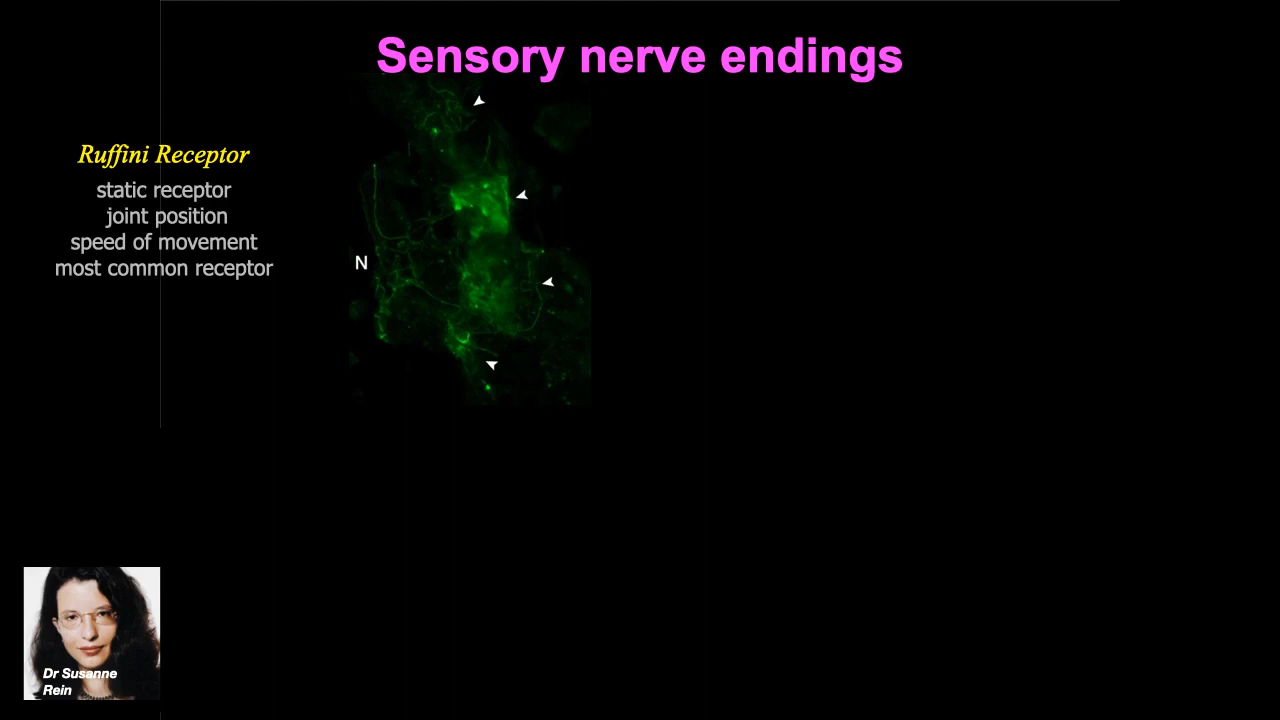 Sensory nerve endings
Ruffini Receptor
static receptor
joint position
speed of movement
most common receptor
N
Dr Susanne
Rein